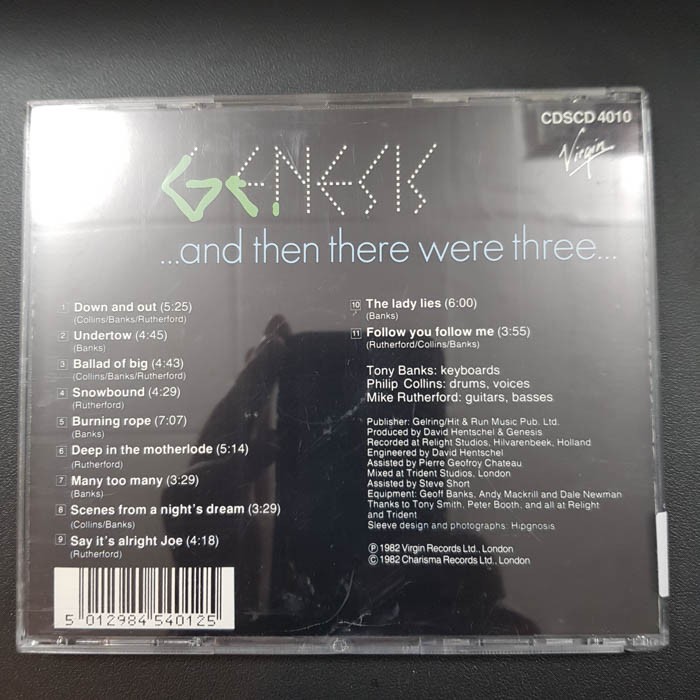 CDSCD 4010
Virgin
GENESIS
...and then there were three...
1 Down and out (5:25)
(Collins/Banks/Rutherford)
2 Undertow (4:45)
(Banks)
3 Ballad of big (4:43)
(Collins/Banks/Rutherford)
4 Snowbound (4:29)
(Rutherford)
5 Burning rope (7:07)
(Banks)
6 Deep in the motherlode (5:14)
(Rutherford)
7 Many too many (3:29)
(Banks)
8 Scenes from a night's dream (3:29)
(Collins/Banks)
9 Say it's alright Joe (4:18)
(Rutherford)
10 The lady lies (6:00)
(Banks)
11 Follow you follow me (3:55)
(Rutherford/Collins/Banks)
Tony Banks: keyboards
Philip Collins: drums, voices
Mike Rutherford: guitars, basses
Publisher: Gelring/Hit & Run Music Pub. Ltd.
Produced by David Hentschel & Genesis
Recorded at Relight Studios, Hilvarenbeek, Holland
Engineered by David Hentschel
Assisted by Pierre Geofroy Chateau
Mixed at Trident Studios, London
Assisted by Steve Short
Equipment: Geoff Banks, Andy Mackrill and Dale Newman
Thanks to Tony Smith, Peter Booth, and all at Relight
and Trident
Sleeve design and photographs: Hipgnosis
℗ 1982 Virgin Records Ltd., London
© 1982 Charisma Records Ltd., London
5 012984 540125